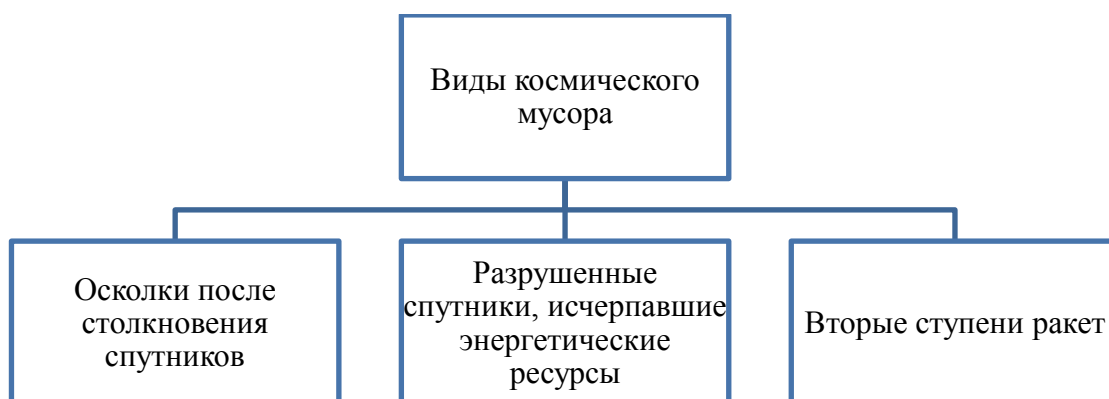 Виды космического
мусора
Осколки после
столкновения
спутников
Разрушенные
спутники, исчерпавшие
энергетические
ресурсы
Вторые ступени ракет